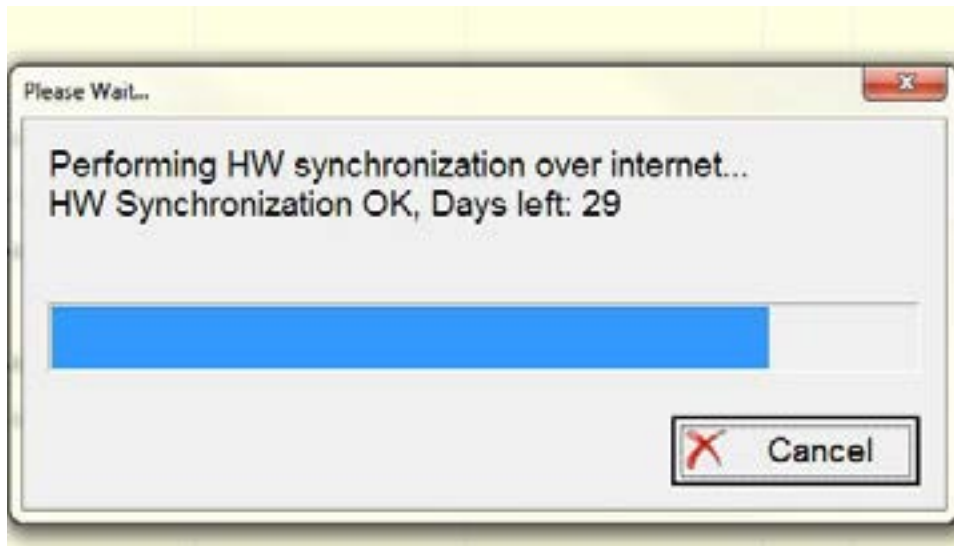 Please Wait...
Performing HW synchronization over internet...
HW Synchronization OK, Days left: 29
Cancel